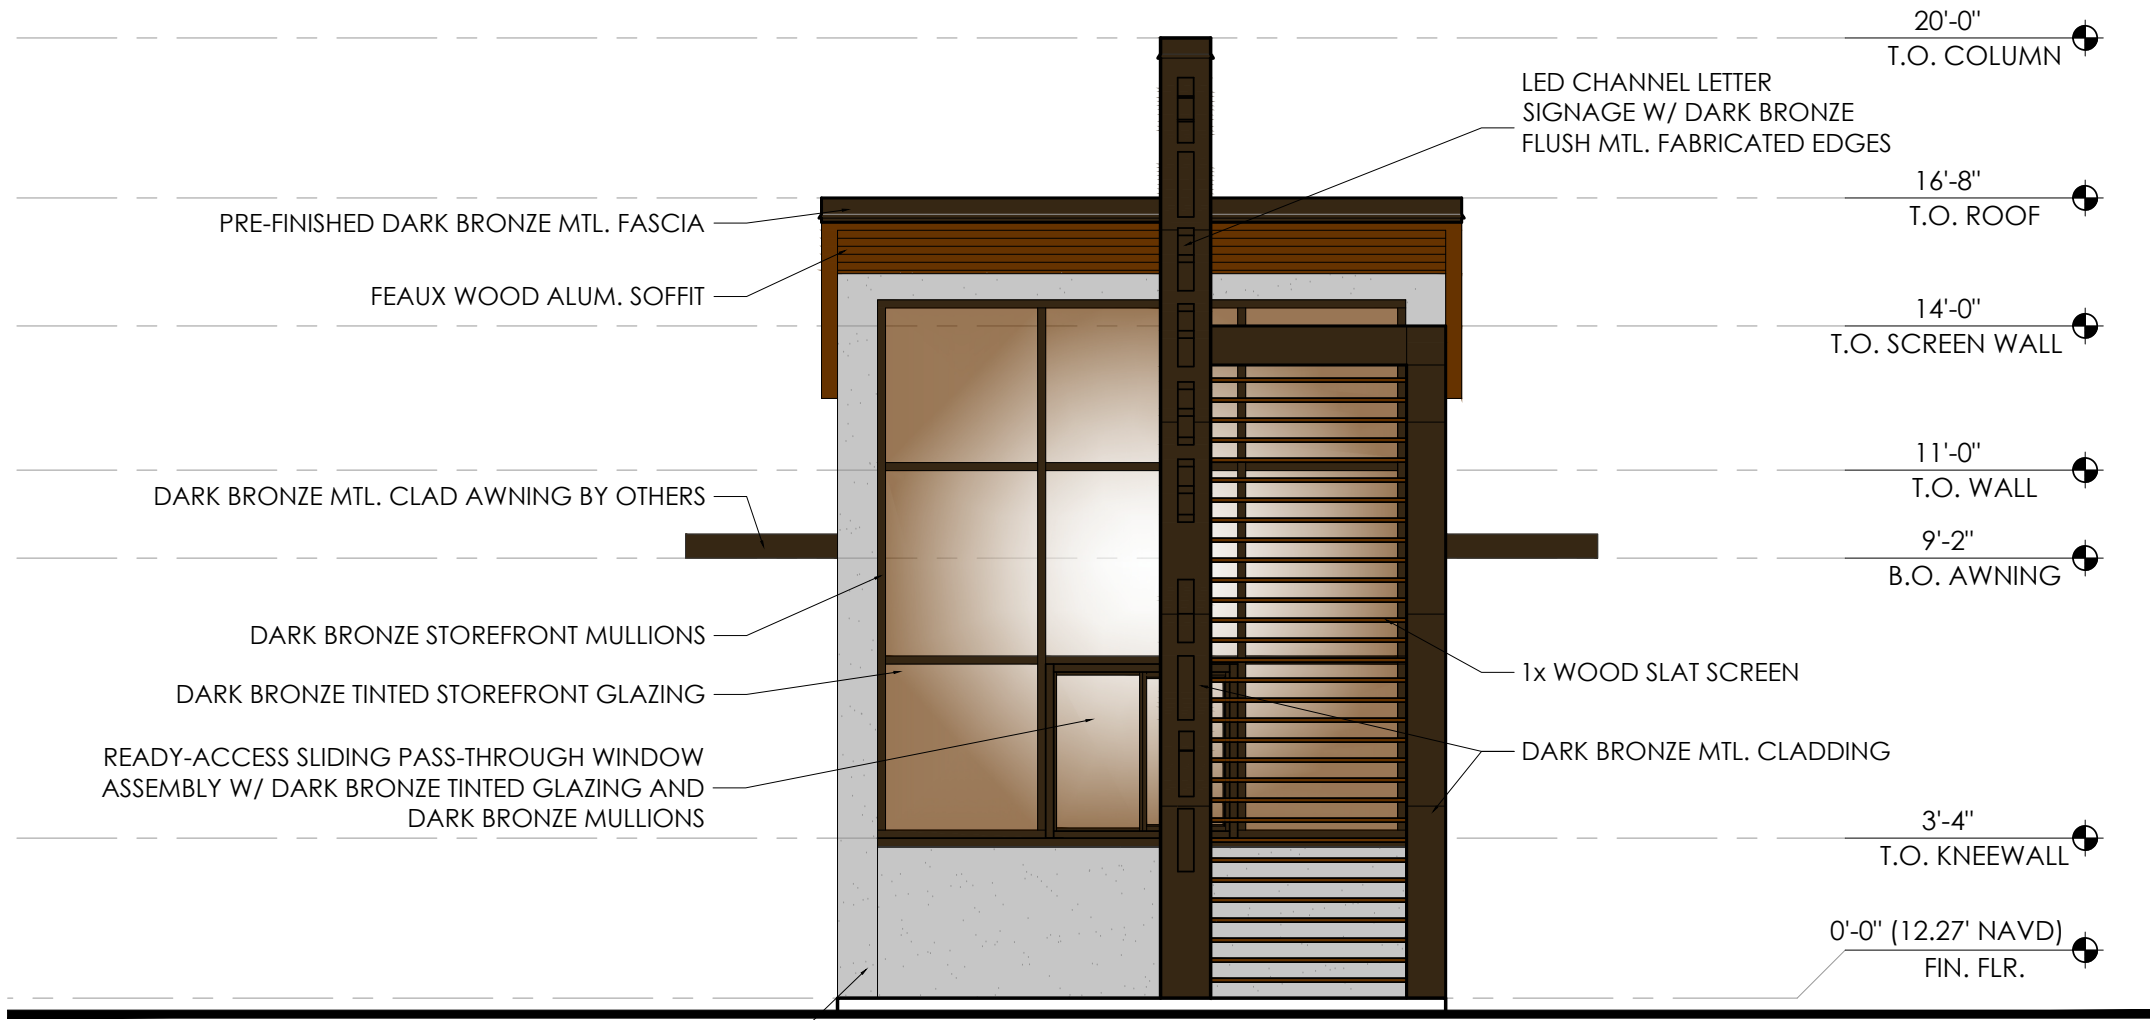 20'-0"
T.O. COLUMN
LED CHANNEL LETTER
SIGNAGE W/ DARK BRONZE
FLUSH MTL. FABRICATED EDGES
16'-8"
T.O. ROOF
PRE-FINISHED DARK BRONZE MTL. FASCIA
FEAUX WOOD ALUM. SOFFIT
14'-0"
T.O. SCREEN WALL
11'-0"
T.O. WALL
DARK BRONZE MTL. CLAD AWNING BY OTHERS
9'-2"
B.O. AWNING
DARK BRONZE STOREFRONT MULLIONS
1x WOOD SLAT SCREEN
DARK BRONZE TINTED STOREFRONT GLAZING
DARK BRONZE MTL. CLADDING
READY-ACCESS SLIDING PASS-THROUGH WINDOW
ASSEMBLY W/ DARK BRONZE TINTED GLAZING AND
DARK BRONZE MULLIONS
3'-4"
T.O. KNEEWALL
0'-0" (12.27' NAVD)
FIN. FLR.